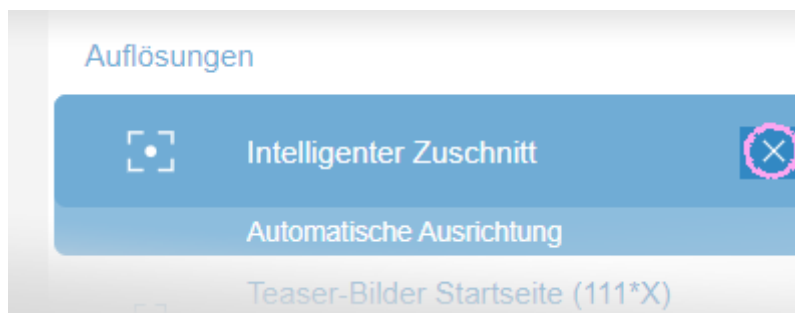 Auflösungen
Intelligenter Zuschnitt
Automatische Ausrichtung
Teaser-Bilder Startseite (111*X)